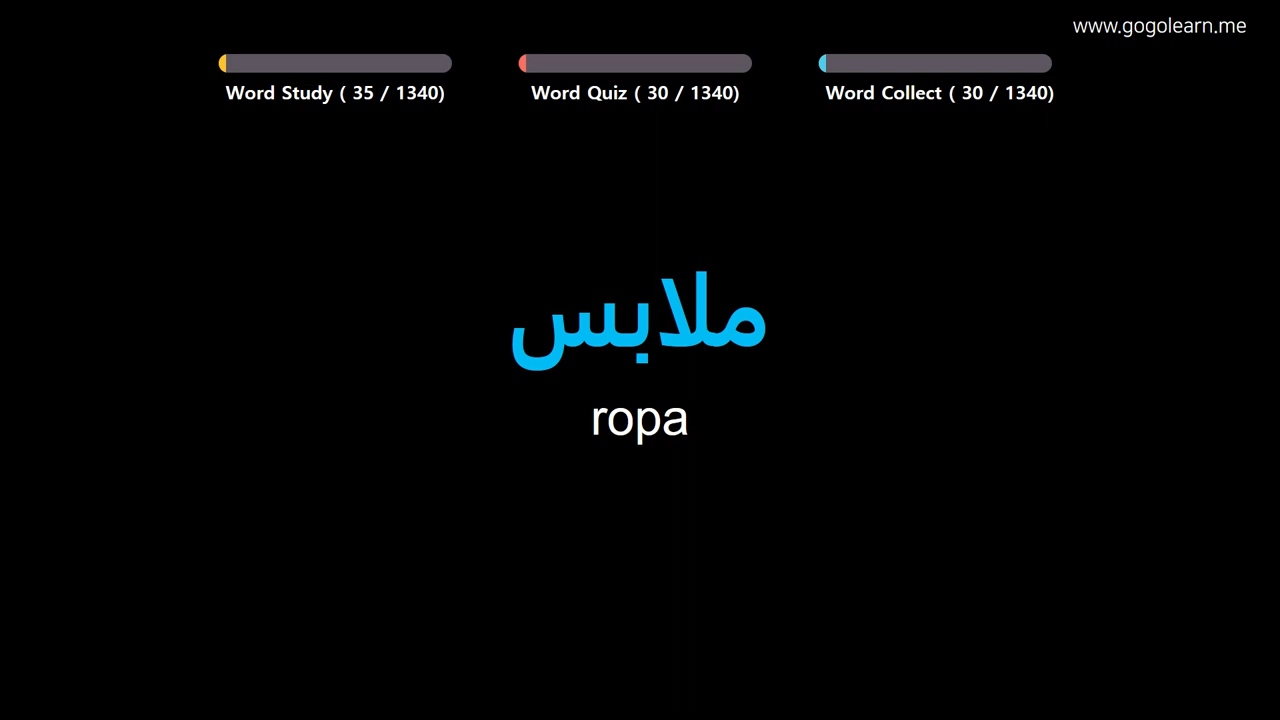 www.gogolearn.me
Word Study ( 35 / 1340)
Word Quiz ( 30 / 1340)
Word Collect ( 30 / 1340)
ملابس
ropa